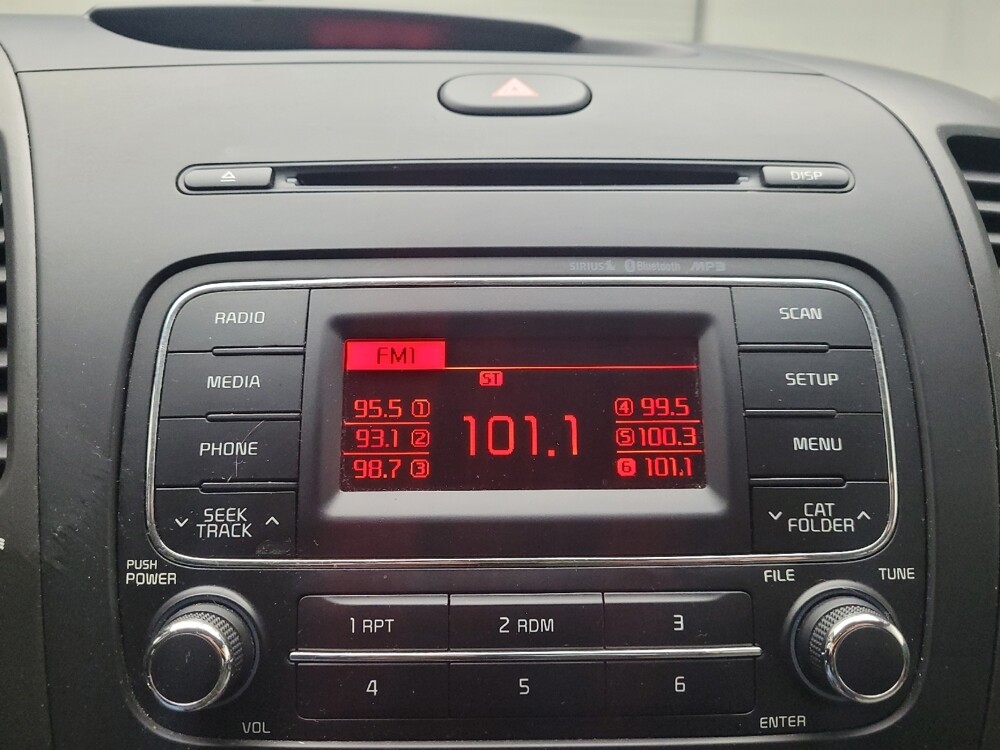 DISP
SIRIUS Bluetooth MP3
RADIO
MEDIA
PHONE
SEEK
TRACK
FM1
ST
95.5 1
93.1 2
98.7 3
101.1
4 99.5
5 100.3
6 101.1
SCAN
SETUP
MENU
CAT
FOLDER
PUSH
POWER
VOL
1 RPT
2 RDM
3
4
5
6
FILE
TUNE
ENTER